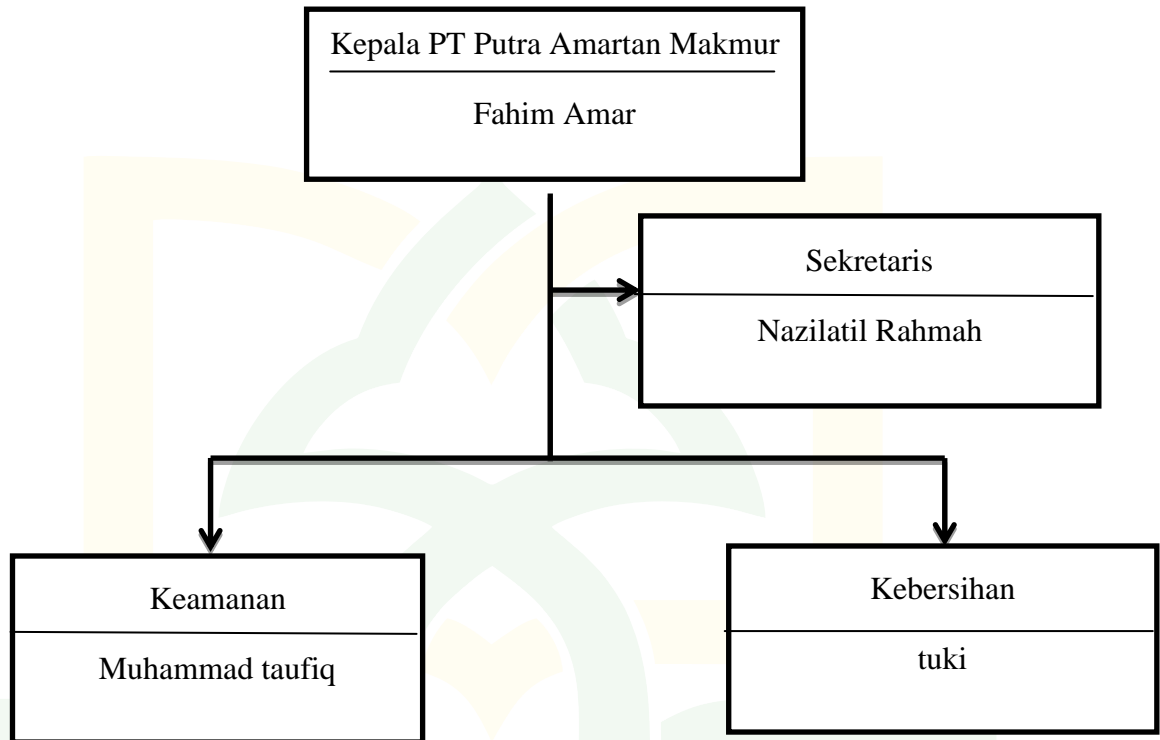 Kepala PT Putra Amartan Makmur
Fahim Amar
Sekretaris
Nazilatil Rahmah
Keamanan
Muhammad taufiq
Kebersihan
tuki